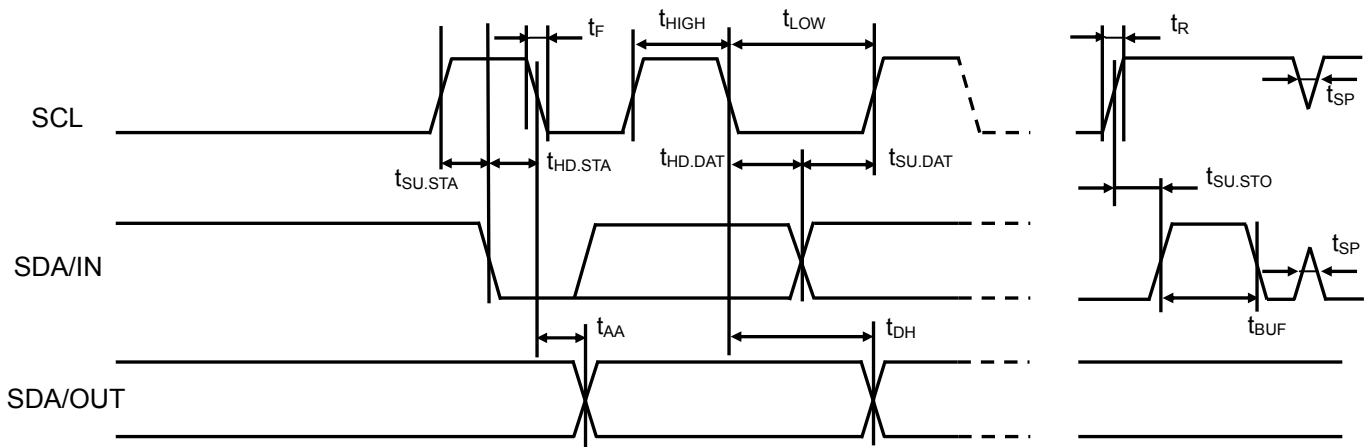 tF
tHIGH
tLOW
tR
SCL
tSP
tSU.STA
tHD.STA
tHD.DAT
tSU.DAT
tSU.STO
SDA/IN
tSP
tBUF
tAA
tDH
SDA/OUT